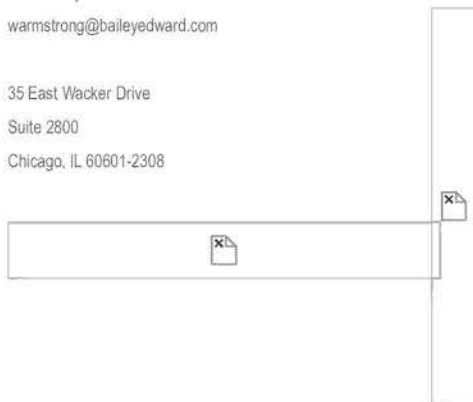 warmstrong@baileyedward.com
35 East Wacker Drive
Suite 2800
Chicago, IL 60601-2308